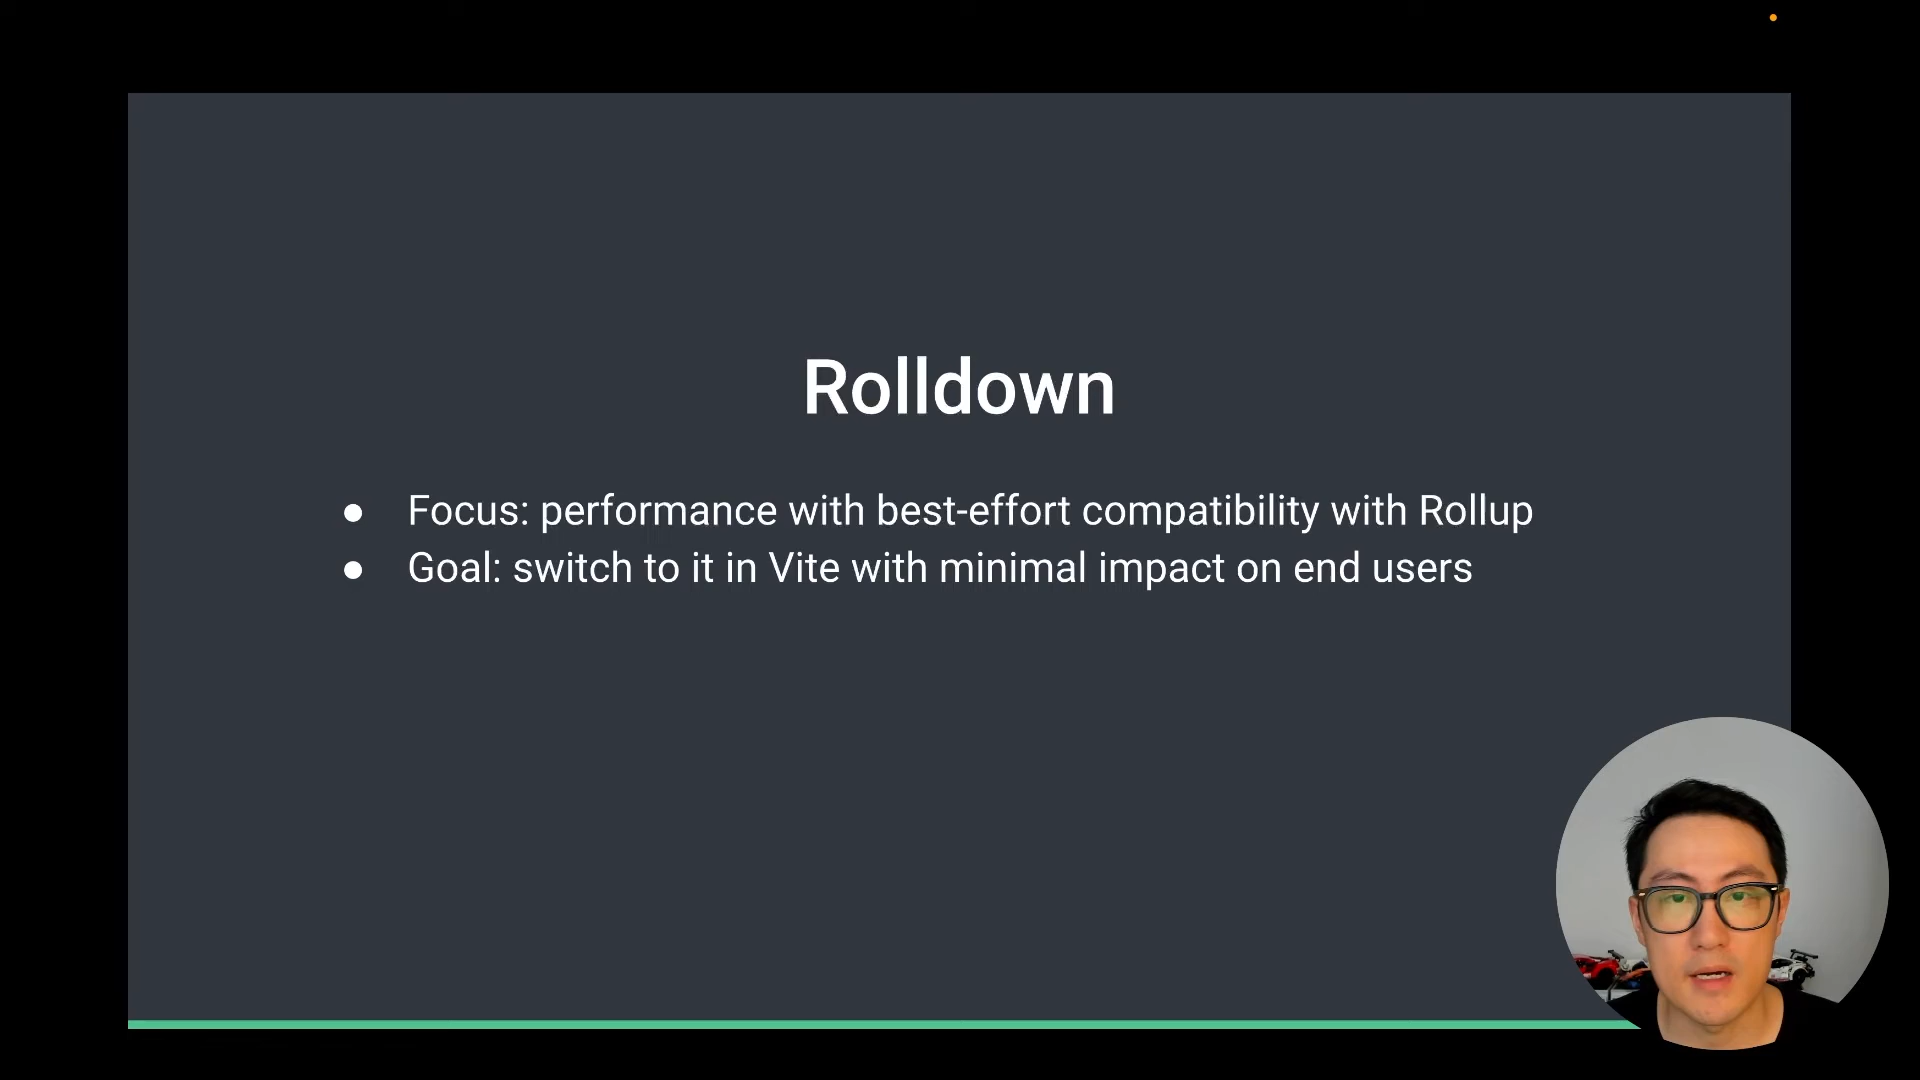 Rolldown
● Focus: performance with best-effort compatibility with Rollup
● Goal: switch to it in Vite with minimal impact on end users